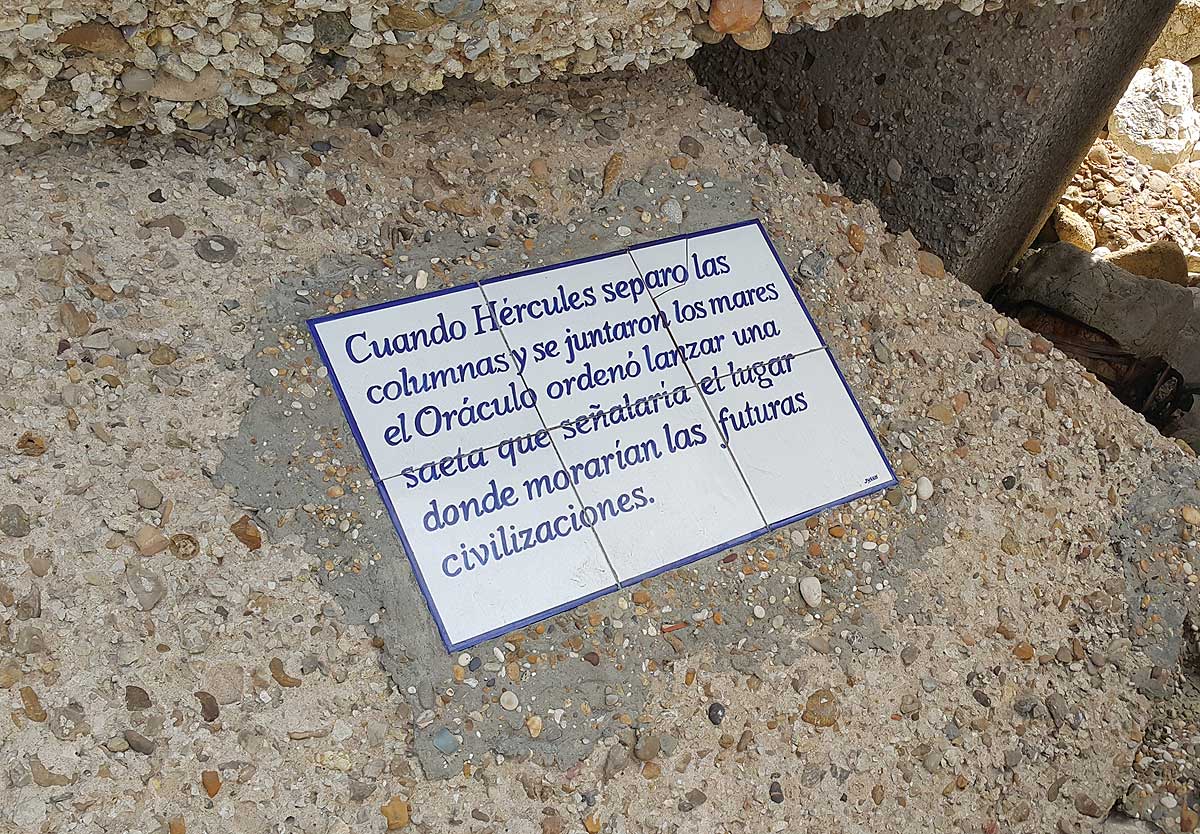 Cuando Hércules separo las
columnas y se juntaron los mares
el Oráculo ordenó lanzar una
saeta que señalaría el lugar
donde morarían las futuras
civilizaciones.